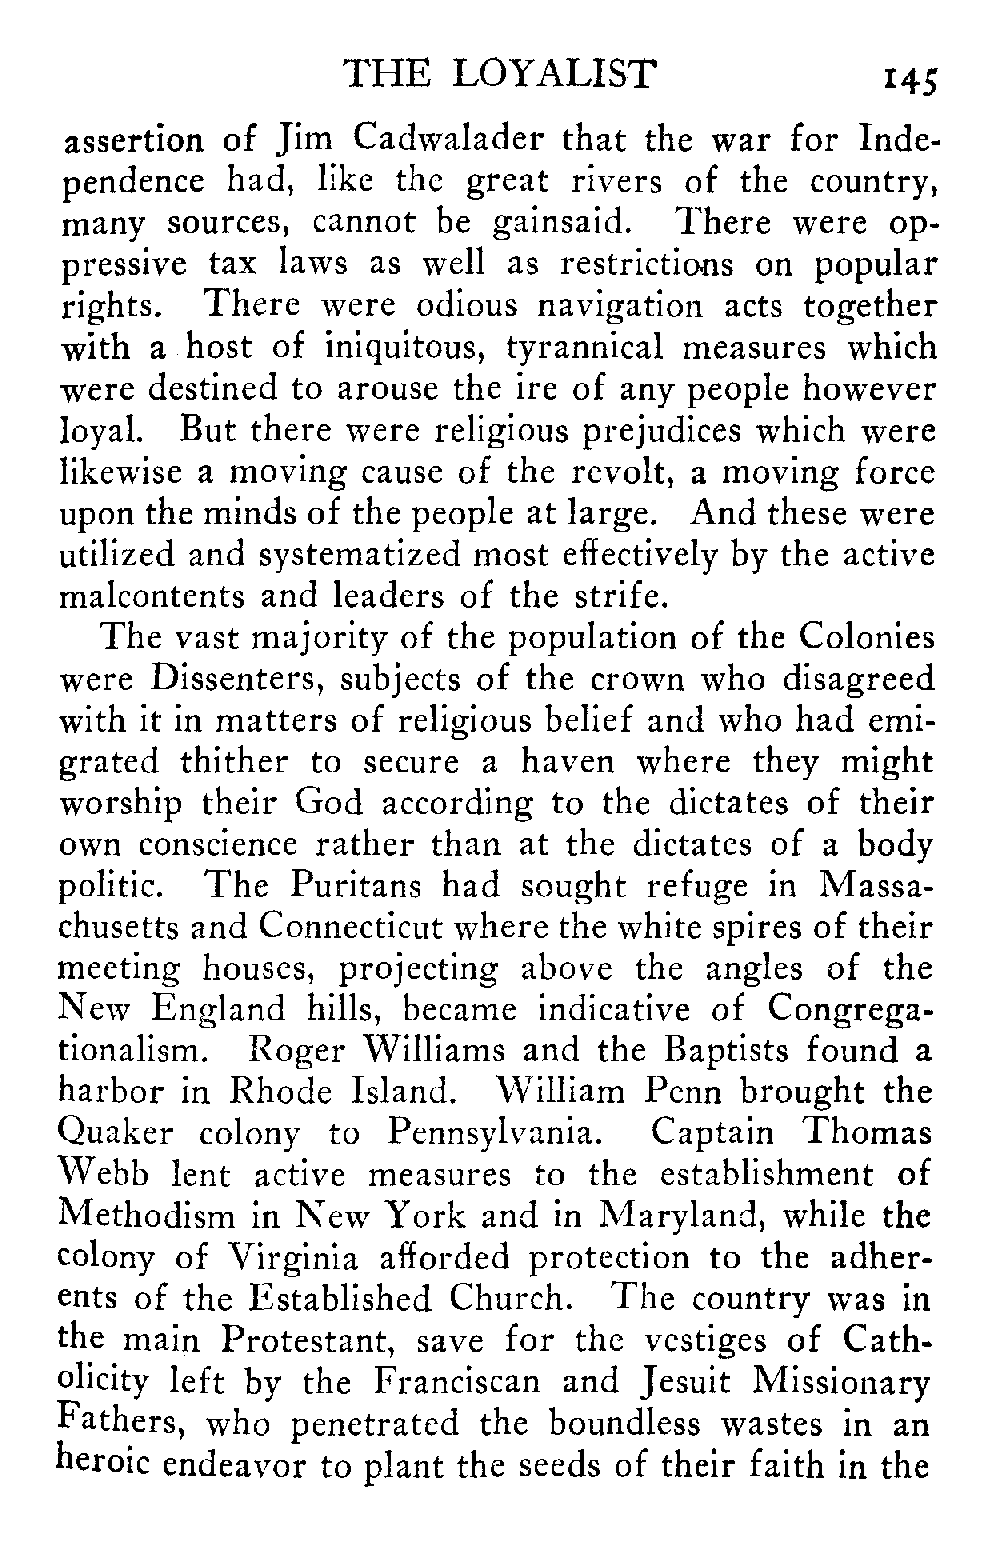 THE LOYALIST 145
assertion of Jim Cadwalader that the war for Inde-
pendence had, like the great rivers of the country,
many sources, cannot be gainsaid. There were op-
pressive tax laws as well as restrictions on popular
rights. There were odious navigation acts together
with a host of iniquitous, tyrannical measures which
were destined to arouse the ire of any people however
loyal. But there were religious prejudices which were
likewise a moving cause of the revolt, a moving force
upon the minds of the people at large. And these were
utilized and systematized most effectively by the active
malcontents and leaders of the strife.
The vast majority of the population of the Colonies
were Dissenters, subjects of the crown who disagreed
with it in matters of religious belief and who had emi-
grated thither to secure a haven where they might
worship their God according to the dictates of their
own conscience rather than at the dictates of a body
politic. The Puritans had sought refuge in Massa-
chusetts and Connecticut where the white spires of their
meeting houses, projecting above the angles of the
New England hills, became indicative of Congrega-
tionalism. Roger Williams and the Baptists found a
harbor in Rhode Island. William Penn brought the
Quaker colony to Pennsylvania. Captain Thomas
Webb lent active measures to the establishment of
Methodism in New York and in Maryland, while the
colony of Virginia afforded protection to the adher-
ents of the Established Church. The country was in
the main Protestant, save for the vestiges of Cath-
olicity left by the Franciscan and Jesuit Missionary
Fathers, who penetrated the boundless wastes in an
heroic endeavor to plant the seeds of their faith in the